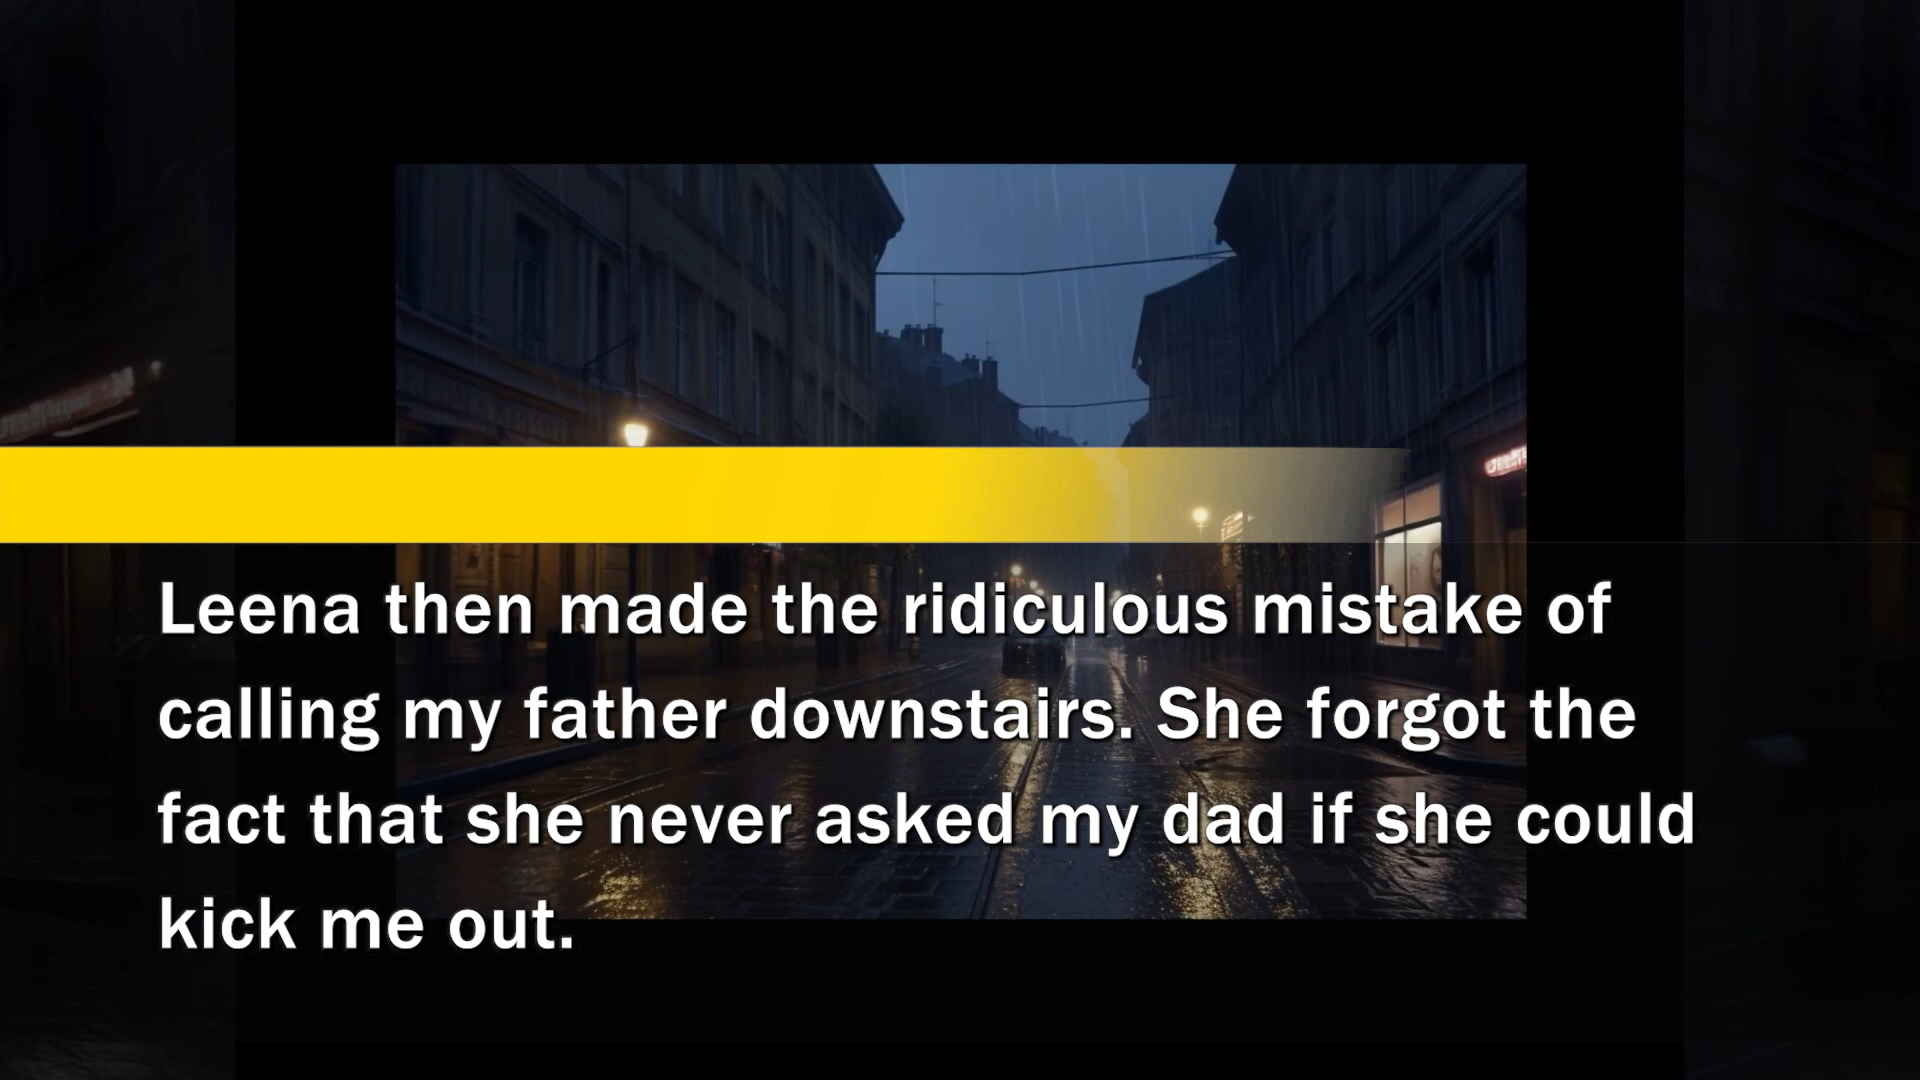 Leena then made the ridiculous mistake of
calling my father downstairs. She forgot the
fact that she never asked my dad if she could
kick me out.